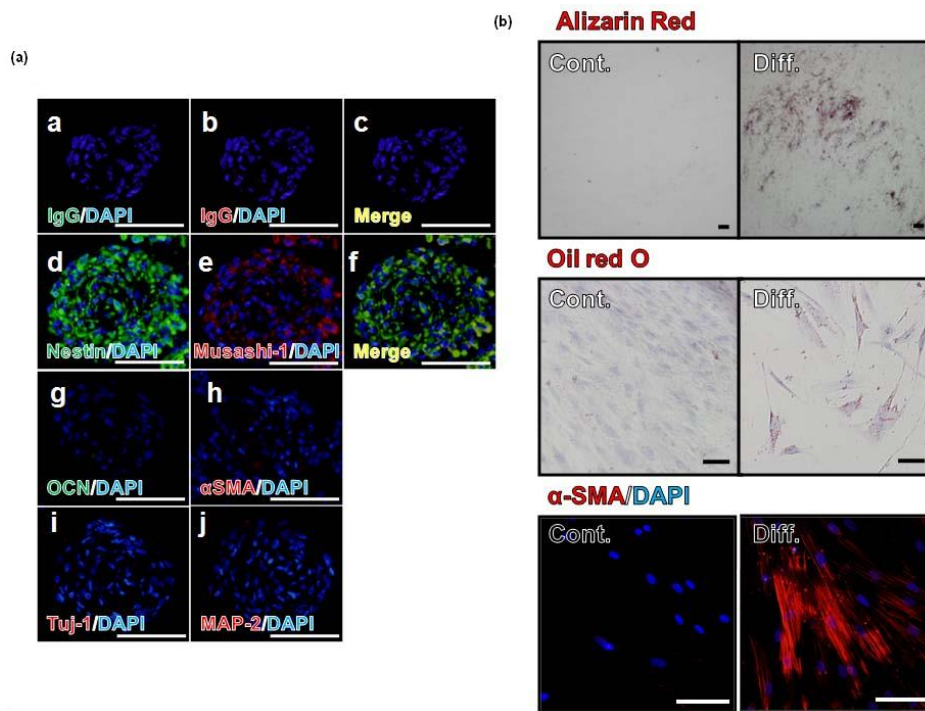 (a)
a
b
c
IgG/DAPI
IgG/DAPI
Merge
d
e
f
Nestin/DAPI
Musashi-1/DAPI
Merge
g
h
OCN/DAPI
αSMA/DAPI
i
j
Tuj-1/DAPI
MAP-2/DAPI
(b)
Alizarin Red
Cont.
Diff.
Oil red O
Cont.
Diff.
α-SMA/DAPI
Cont.
Diff.